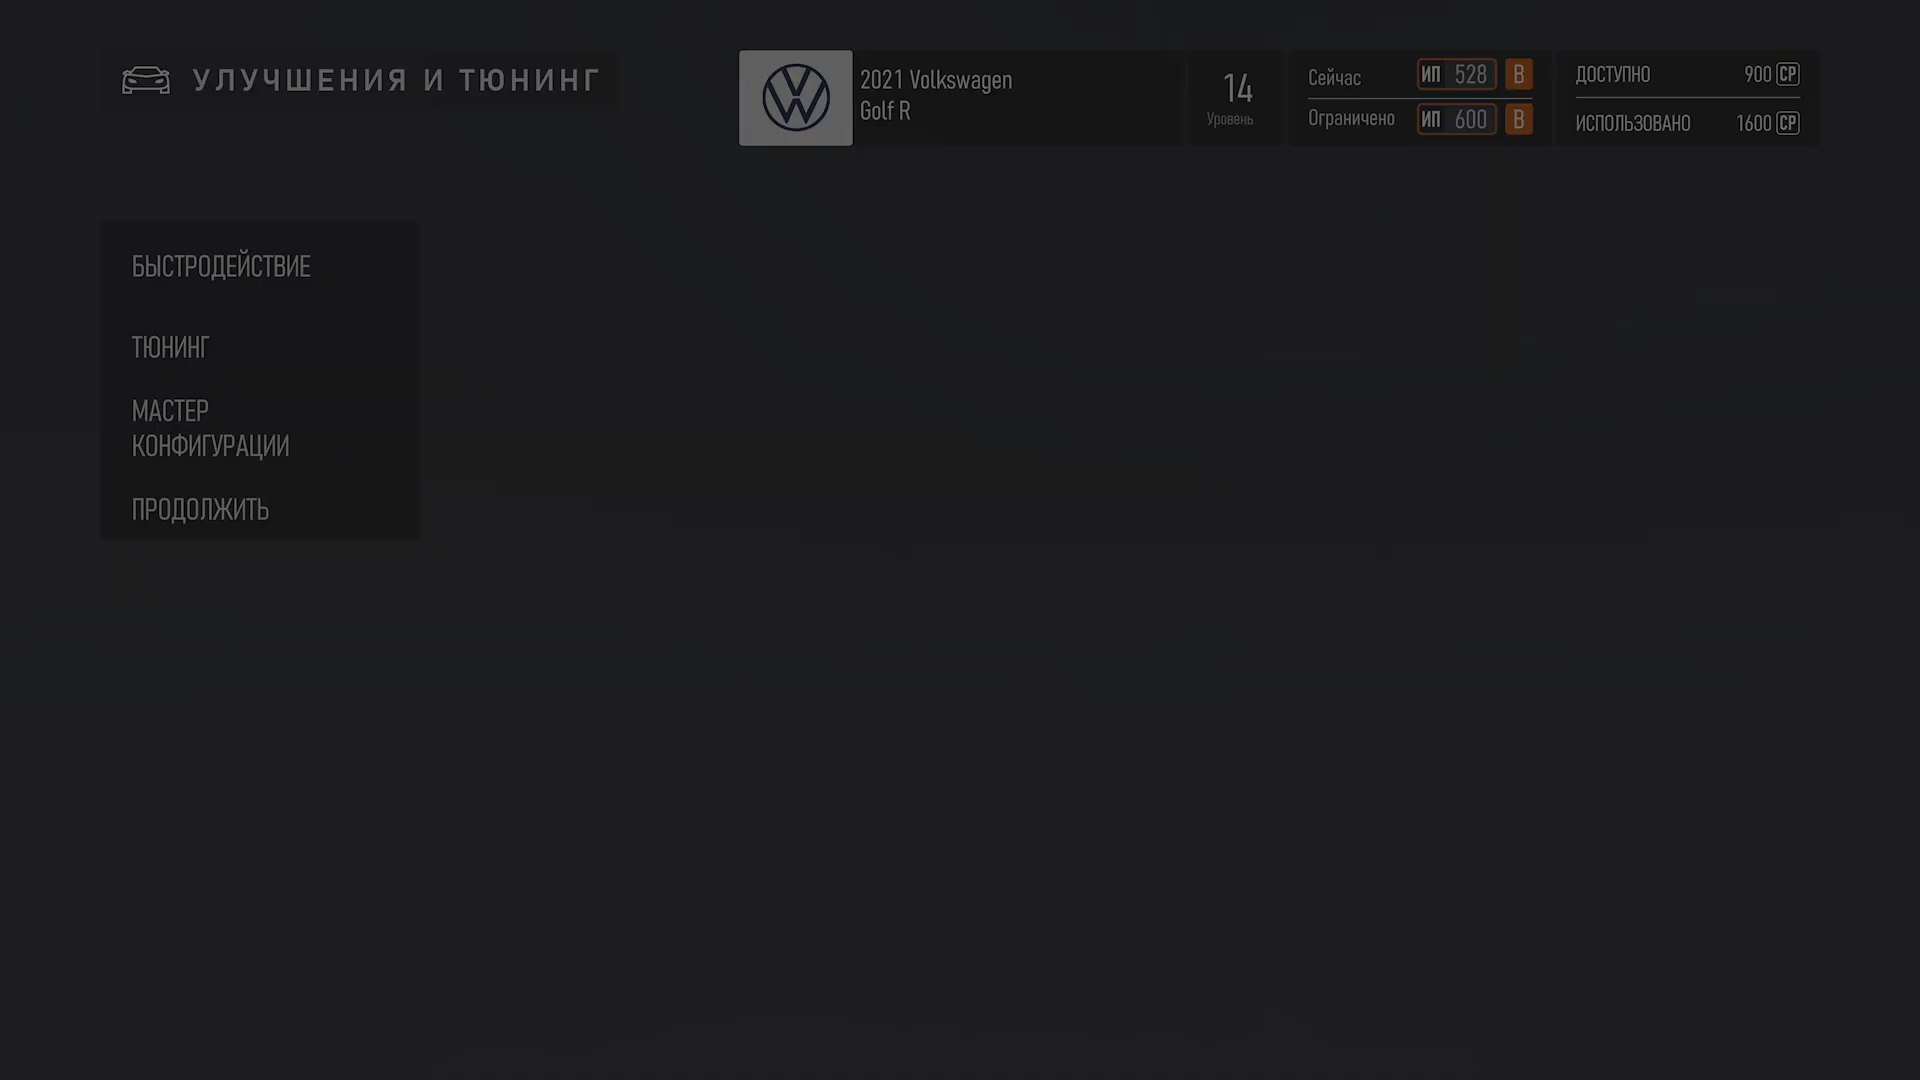 УЛУЧШЕНИЯ И ТЮНИНГ
2021 Volkswagen
Golf R
14
Уровень
Сейчас ИП 528 B
Ограничено ИП 600 B
ДОСТУПНО 900 CP
ИСПОЛЬЗОВАНО 1600 CP
БЫСТРОДЕЙСТВИЕ
ТЮНИНГ
МАСТЕР
КОНФИГУРАЦИИ
ПРОДОЛЖИТЬ